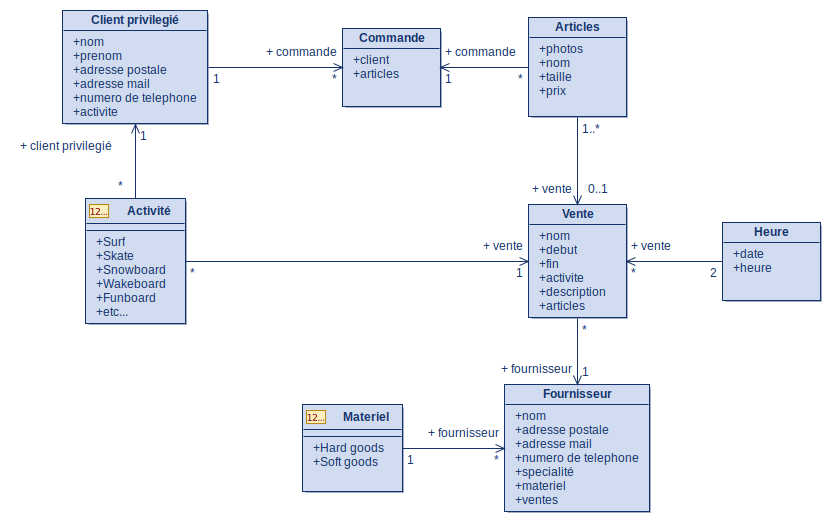 Client privilegié
+nom
+prenom
+adresse postale
+adresse mail
+numero de telephone
+activite
+ commande
1
*
Commande
+client
+articles
+ commande
1
*
Articles
+photos
+nom
+taille
+prix
1
+ client privilegié
*
1..*
+ vente
0..1
12...
Activité
+Surf
+Skate
+Snowboard
+Wakeboard
+Funboard
+etc...
*
+ vente
1
Vente
+nom
+debut
+fin
+activite
+description
+articles
+ vente
*
2
Heure
+date
+heure
*
+ fournisseur
1
12...
Materiel
+Hard goods
+Soft goods
+ fournisseur
1
*
Fournisseur
+nom
+adresse postale
+adresse mail
+numero de telephone
+specialité
+materiel
+ventes